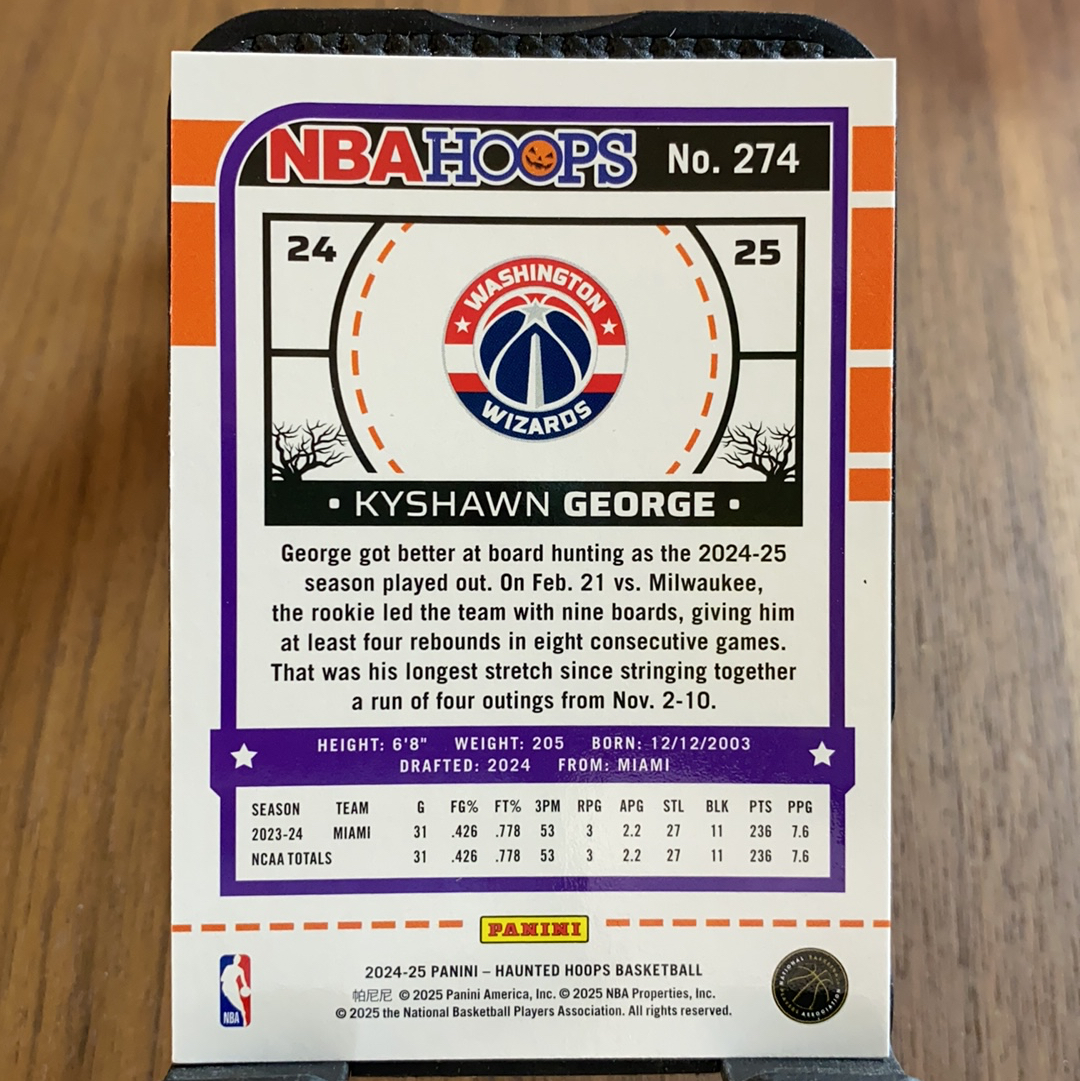 NBA HOOPS No. 274
24 25
WASHINGTON
WIZARDS
• KYSHAWN GEORGE •
George got better at board hunting as the 2024-25
season played out. On Feb. 21 vs. Milwaukee,
the rookie led the team with nine boards, giving him
at least four rebounds in eight consecutive games.
That was his longest stretch since stringing together
a run of four outings from Nov. 2-10.
HEIGHT: 6'8" WEIGHT: 205 BORN: 12/12/2003
DRAFTED: 2024 FROM: MIAMI
SEASON TEAM G FG% FT% 3PM RPG APG STL BLK PTS PPG
2023-24 MIAMI 31 .426 .778 53 3 2.2 27 11 236 7.6
NCAA TOTALS 31 .426 .778 53 3 2.2 27 11 236 7.6
PANINI
2024-25 PANINI – HAUNTED HOOPS BASKETBALL
帕尼尼 © 2025 Panini America, Inc. © 2025 NBA Properties, Inc.
© 2025 the National Basketball Players Association. All rights reserved.
NBA
NATIONAL BASKETBALL
PLAYERS ASSOCIATION